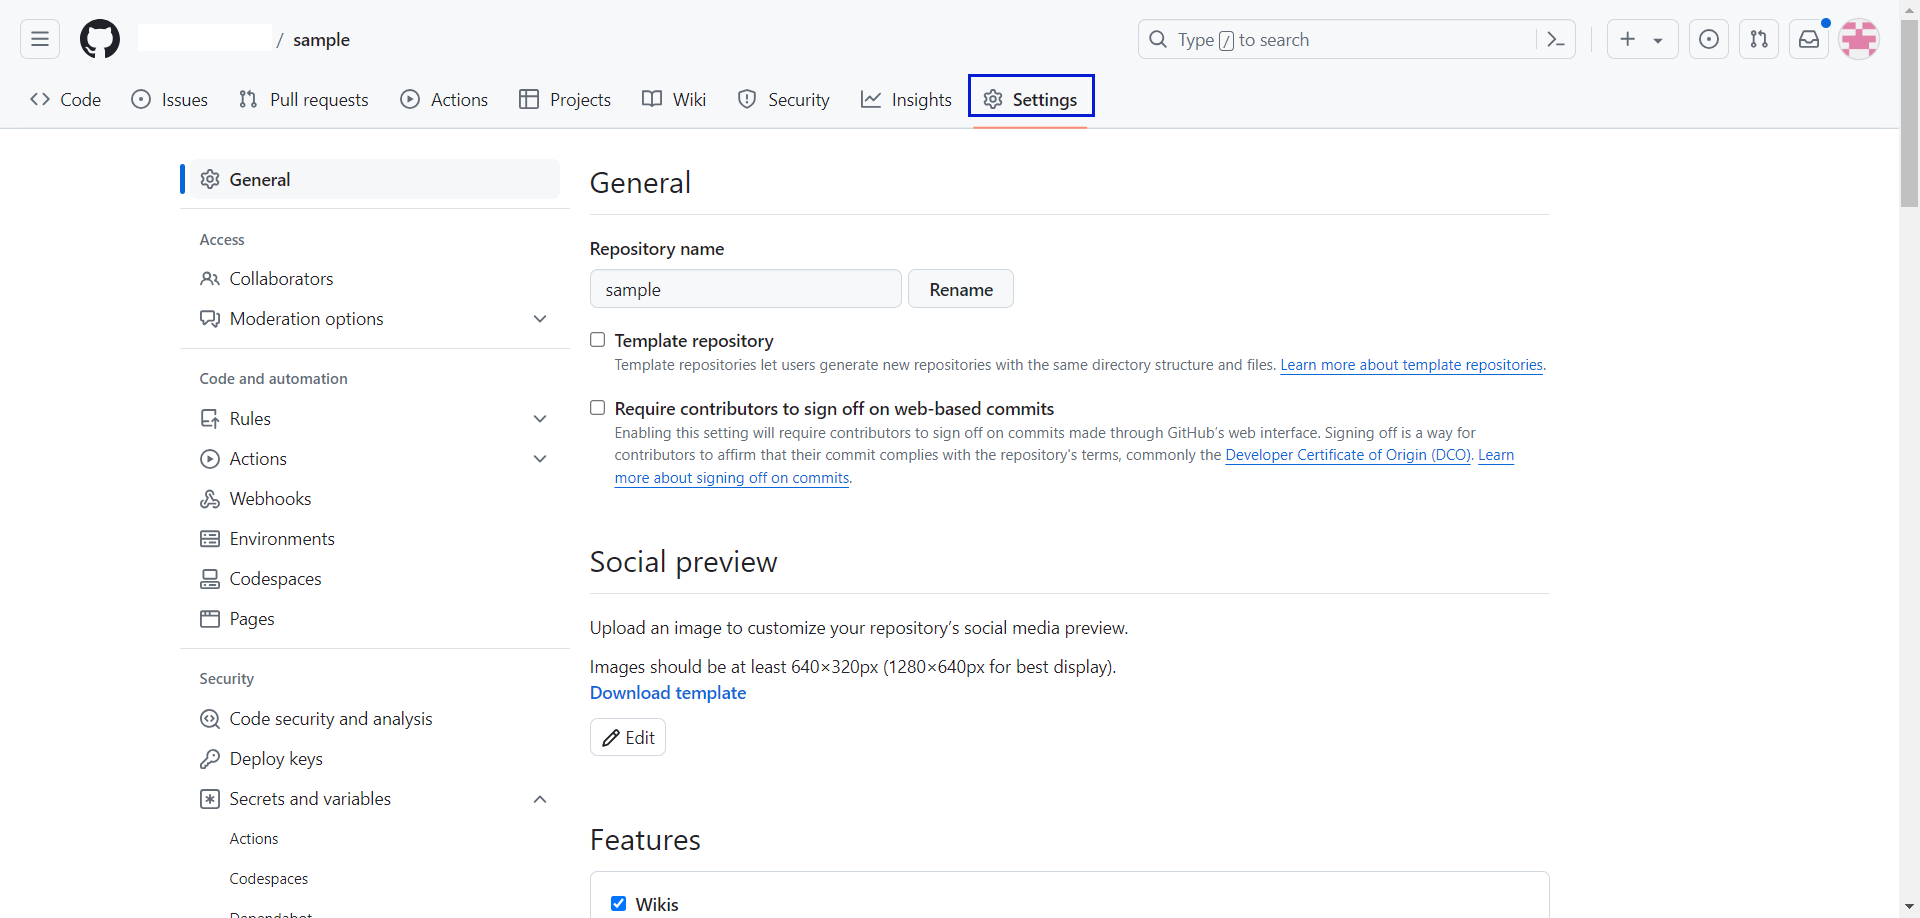 / sample
Type / to search
Code Issues Pull requests Actions Projects Wiki Security Insights Settings
General
Access
Collaborators
Moderation options
Code and automation
Rules
Actions
Webhooks
Environments
Codespaces
Pages
Security
Code security and analysis
Deploy keys
Secrets and variables
Actions
Codespaces
Dependabot
General
Repository name
sample Rename
Template repository
Template repositories let users generate new repositories with the same directory structure and files. Learn more about template repositories.
Require contributors to sign off on web-based commits
Enabling this setting will require contributors to sign off on commits made through GitHub’s web interface. Signing off is a way for
contributors to affirm that their commit complies with the repository's terms, commonly the Developer Certificate of Origin (DCO). Learn
more about signing off on commits.
Social preview
Upload an image to customize your repository’s social media preview.
Images should be at least 640×320px (1280×640px for best display).
Download template
Edit
Features
Wikis